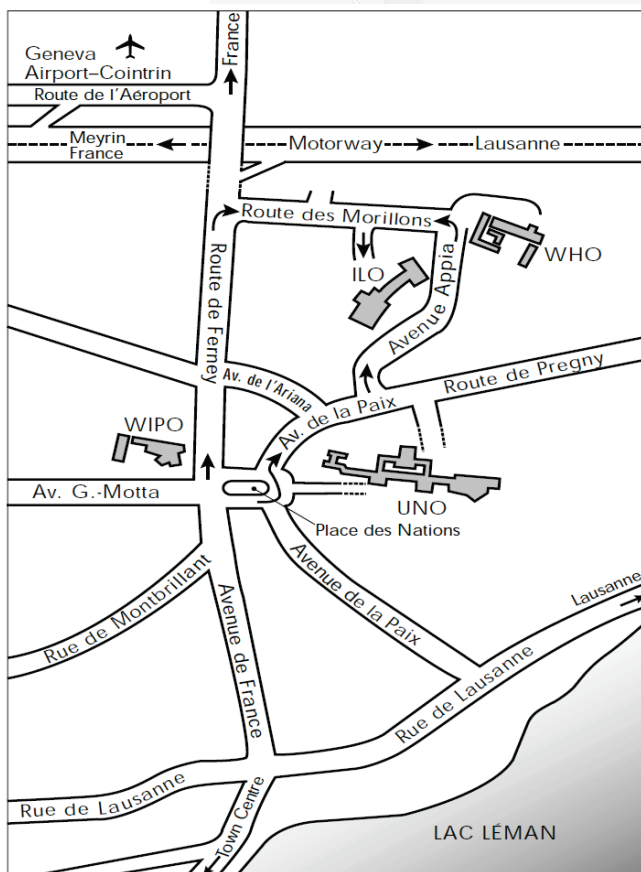 France
Geneva
Airport–Cointrin
Route de l'Aéroport
Meyrin
France
Motorway
Lausanne
Route des Morillons
WHO
ILO
Route de Ferney
Avenue Appia
Av. de l'Ariana
Route de Pregny
Av. de la Paix
WIPO
Av. G.-Motta
UNO
Place des Nations
Rue de Montbrillant
Avenue de France
Avenue de la Paix
Lausanne
Rue de Lausanne
Rue de Lausanne
Town Centre
LAC LÉMAN